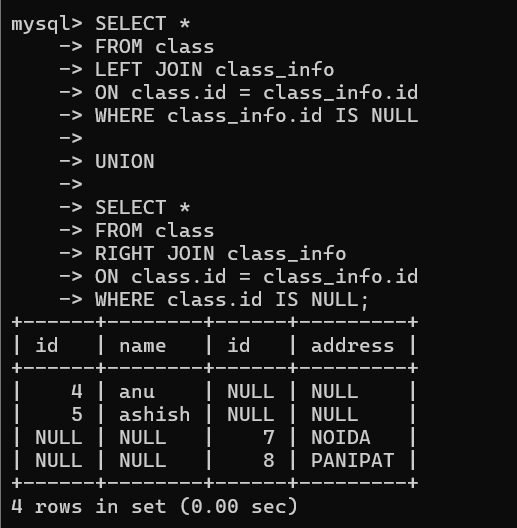 mysql> SELECT *
    -> FROM class
    -> LEFT JOIN class_info
    -> ON class.id = class_info.id
    -> WHERE class_info.id IS NULL
    ->
    -> UNION
    ->
    -> SELECT *
    -> FROM class
    -> RIGHT JOIN class_info
    -> ON class.id = class_info.id
    -> WHERE class.id IS NULL;
+------+--------+------+---------+
| id   | name   | id   | address |
+------+--------+------+---------+
|    4 | anu    | NULL | NULL    |
|    5 | ashish | NULL | NULL    |
| NULL | NULL   |    7 | NOIDA   |
| NULL | NULL   |    8 | PANIPAT |
+------+--------+------+---------+
4 rows in set (0.00 sec)